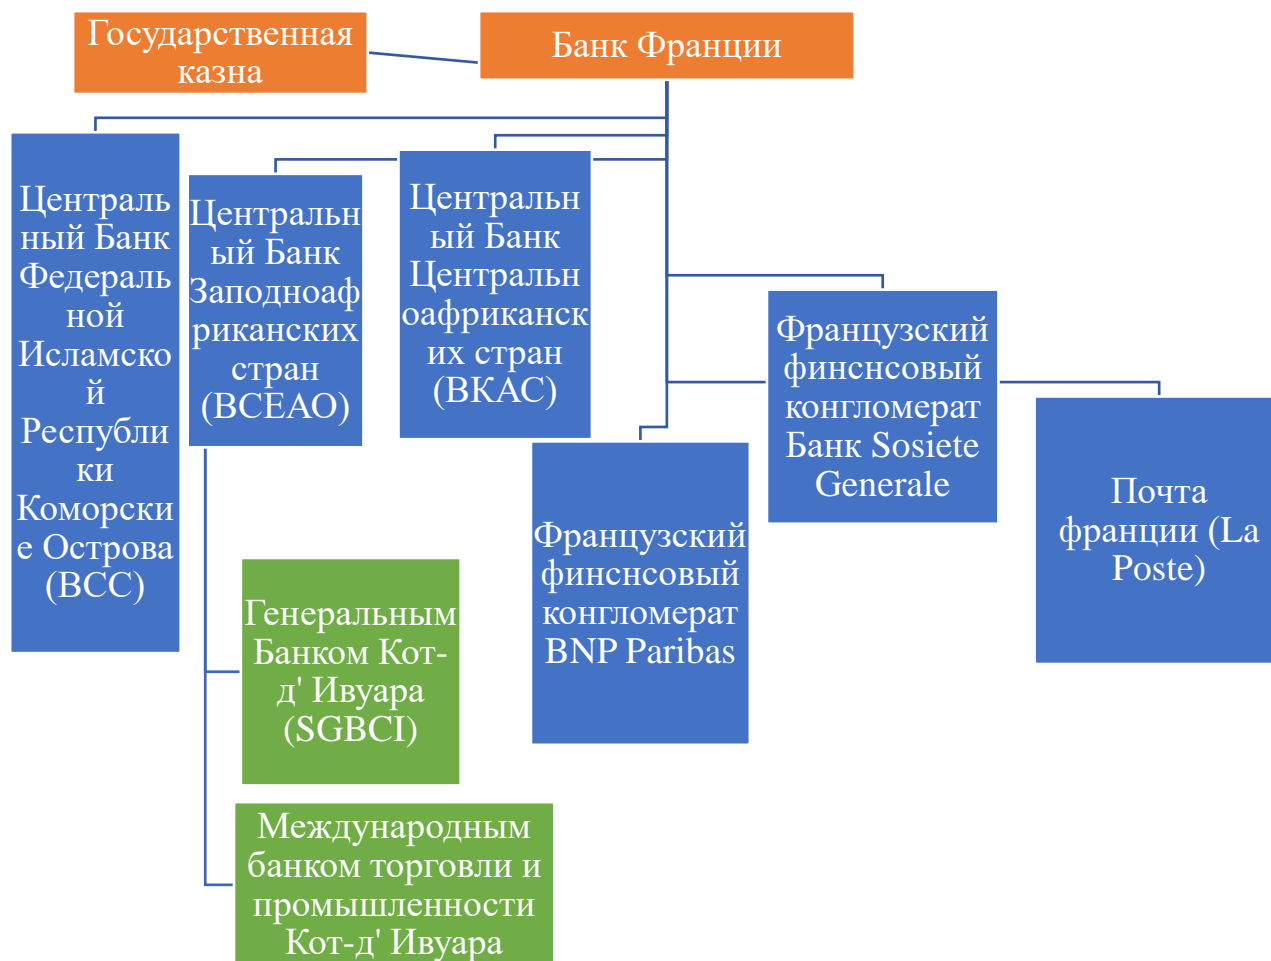 Государственная
казна
Банк Франции
Централь
ный Банк
Федераль
ной
Исламско
й
Республи
ки
Коморски
е Острова
(BCC)
Центральн
ый Банк
Заподноаф
риканских
стран
(BCEAO)
Центральн
ый Банк
Центральн
оафриканск
их стран
(ВКАС)
Французский
финснсовый
конгломерат
BNP Paribas
Французский
финснсовый
конгломерат
Банк Sosiete
Generale
Почта
франции (La
Poste)
Генеральным
Банком Кот-
д' Ивуара
(SGBCI)
Международным
банком торговли и
промышленности
Кот-д' Ивуара